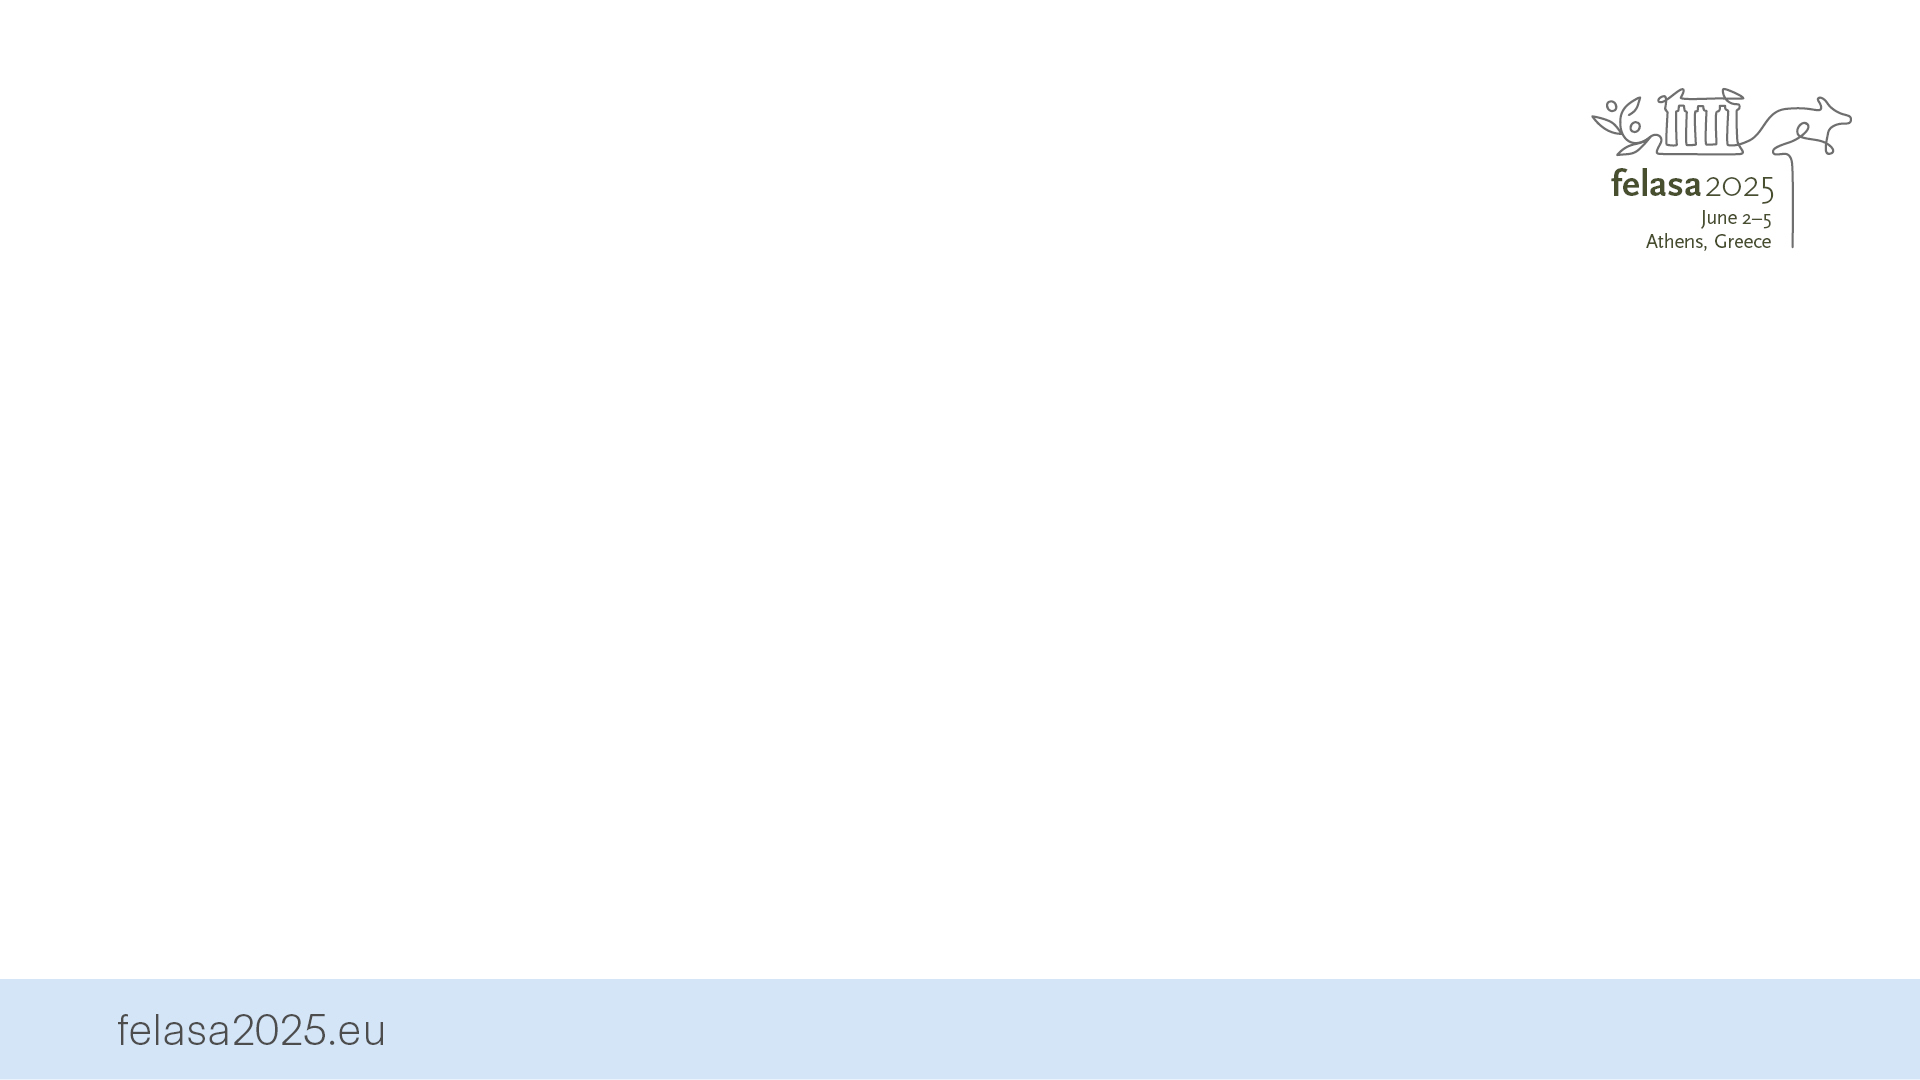 felasa2025
June 2–5
Athens, Greece
felasa2025.eu